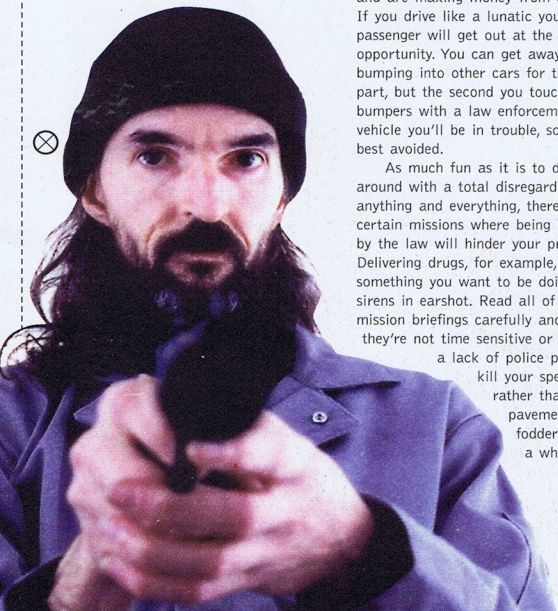 and are making money from
If you drive like a lunatic you
passenger will get out at the
opportunity. You can get away
bumping into other cars for t
part, but the second you touc
bumpers with a law enforcem
vehicle you'll be in trouble, so
best avoided.
As much fun as it is to d
around with a total disregard
anything and everything, there
certain missions where being
by the law will hinder your pr
Delivering drugs, for example,
something you want to be doi
sirens in earshot. Read all of
mission briefings carefully and
they're not time sensitive or
a lack of police p
kill your spe
rather tha
paveme
fodder
a wh